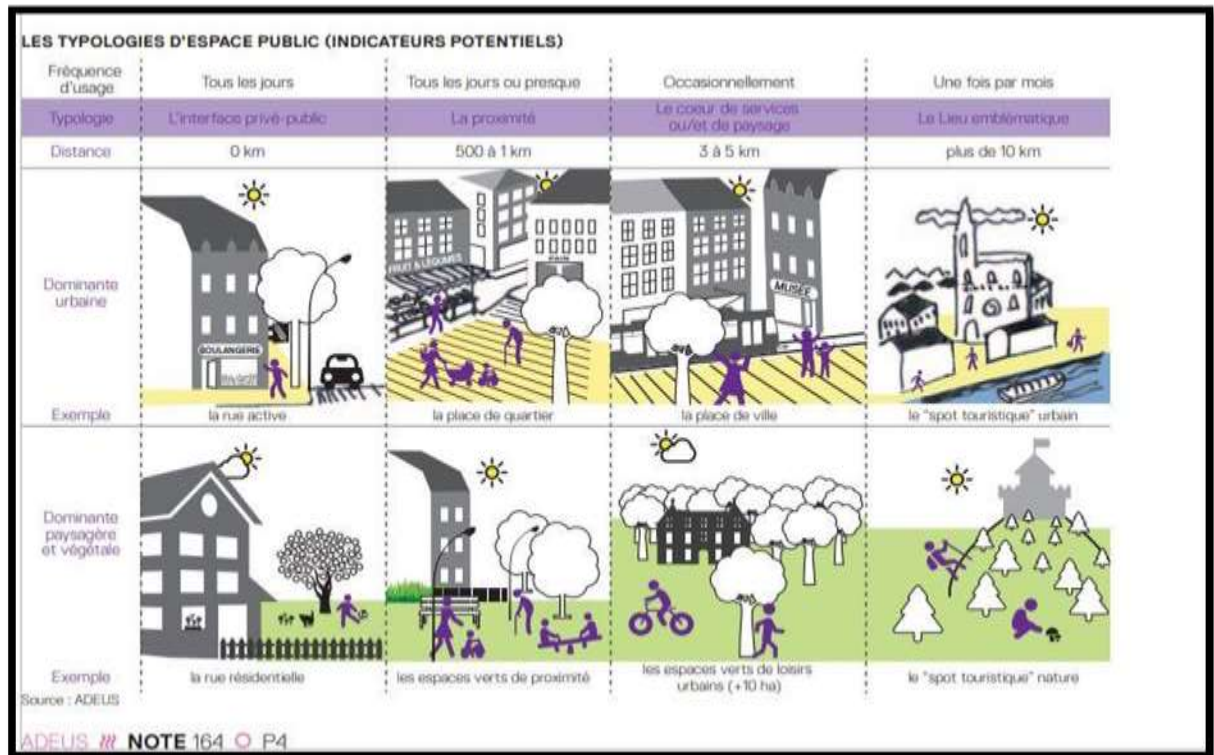 LES TYPOLOGIES D'ESPACE PUBLIC (INDICATEURS POTENTIELS)
Fréquence d'usage Tous les jours Tous les jours ou presque Occasionnellement Une fois par mois
Typologie L'interface privé-public La proximité Le coeur de services ou/et de paysage Le Lieu emblématique
Distance 0 km 500 à 1 km 3 à 5 km plus de 10 km
Dominante urbaine
BOULANGERIE
FRUIT & LEGUMES
PAIN
MUSÉE
Exemple la rue active la place de quartier la place de ville le "spot touristique" urbain
Dominante paysagère et végétale
Exemple la rue résidentielle les espaces verts de proximité les espaces verts de loisirs urbains (+10 ha) le "spot touristique" nature
Source : ADEUS
ADEUS NOTE 164 P4